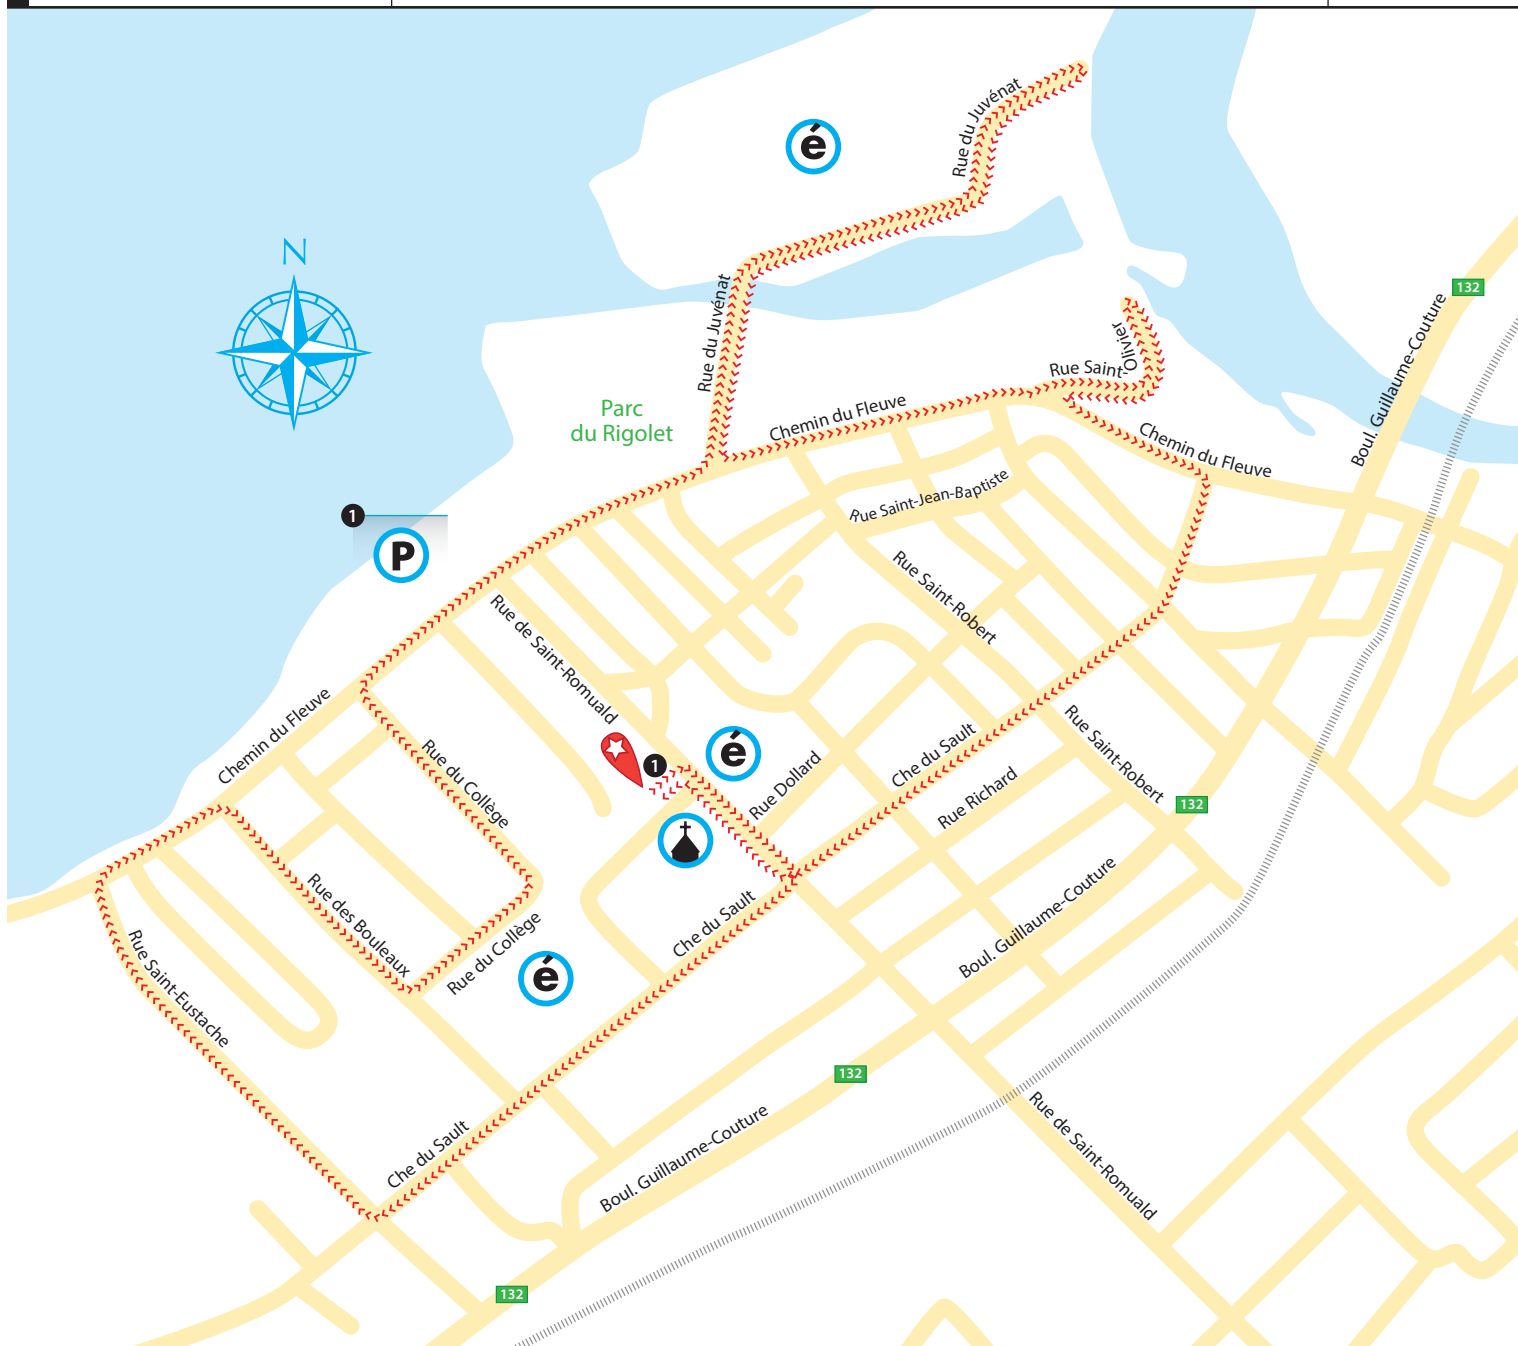 Rue du Juvénat
é
Rue du Juvénat
N
132
Rue du Juvénat
Boul. Guillaume-Couture
Rue Saint-Olivier
Parc
du Rigolet
Chemin du Fleuve
Chemin du Fleuve
Rue Saint-Jean-Baptiste
1
P
Rue Saint-Robert
Rue de Saint-Romuald
Chemin du Fleuve
Rue du Collège
1
é
Rue Dollard
Che du Sault
Rue Saint-Robert
Rue Richard
132
Rue des Bouleaux
Rue du Collège
Che du Sault
Boul. Guillaume-Couture
é
Rue Saint-Eustache
132
Che du Sault
Boul. Guillaume-Couture
Rue de Saint-Romuald
132